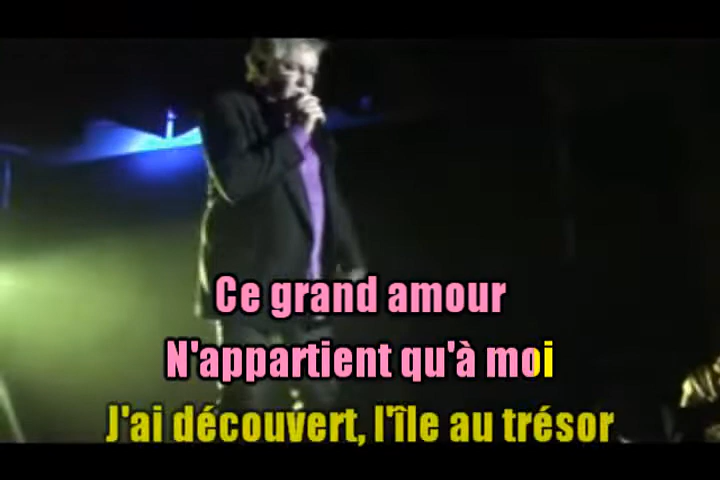 Ce grand amour
N'appartient qu'à moi
J'ai découvert, l'île au trésor